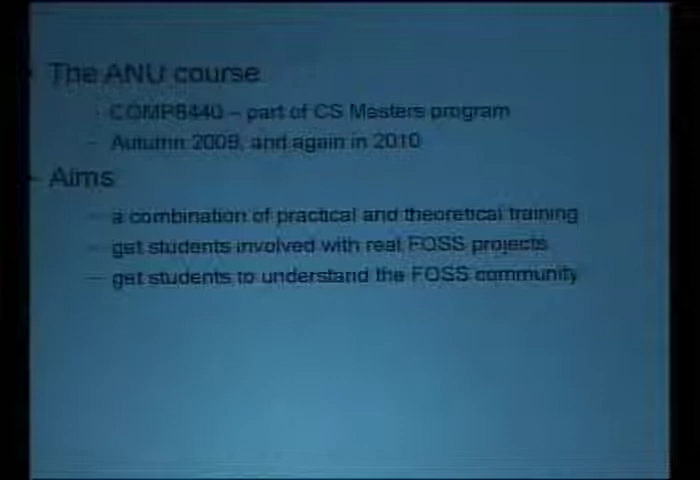 The ANU course
COMP8440 – part of CS Masters program
Autumn 2009, and again in 2010
Aims
a combination of practical and theoretical training
get students involved with real FOSS projects
get students to understand the FOSS community